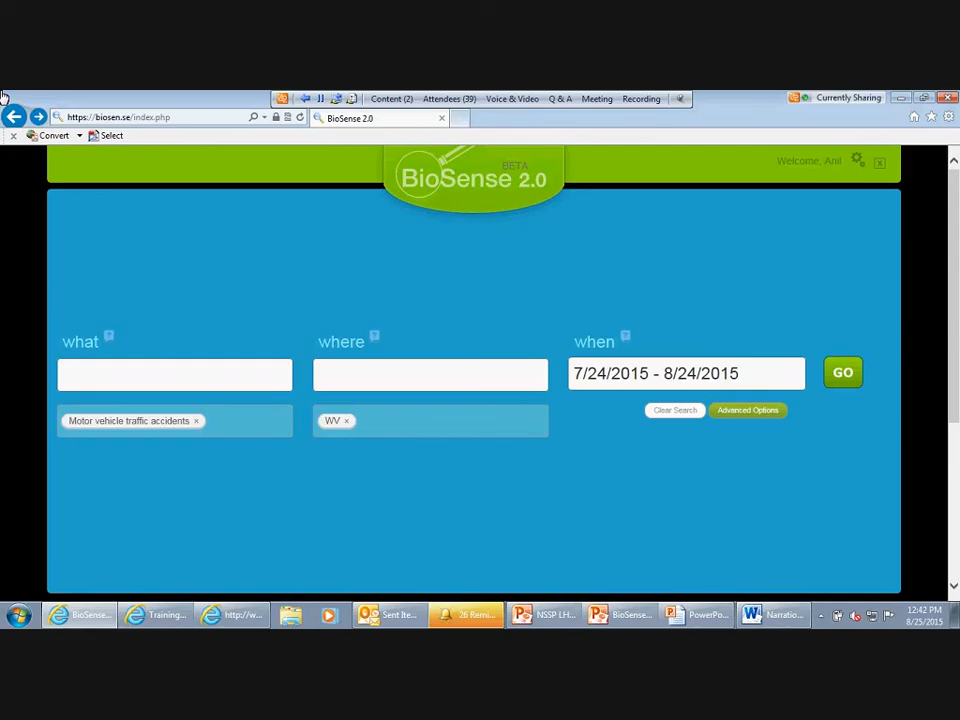 Content (2) Attendees (39) Voice & Video Q & A Meeting Recording Currently Sharing
https://biosen.se/index.php BioSense 2.0
Convert Select
Welcome, Anil
BETA
BioSense 2.0
what where when
7/24/2015 - 8/24/2015 GO
Clear Search Advanced Options
Motor vehicle traffic accidents × WV ×
BioSense... Training... http://w... Sent Ite... 26 Remi... NSSP LH... BioSense... PowerPo... Narratio... 12:42 PM
8/25/2015